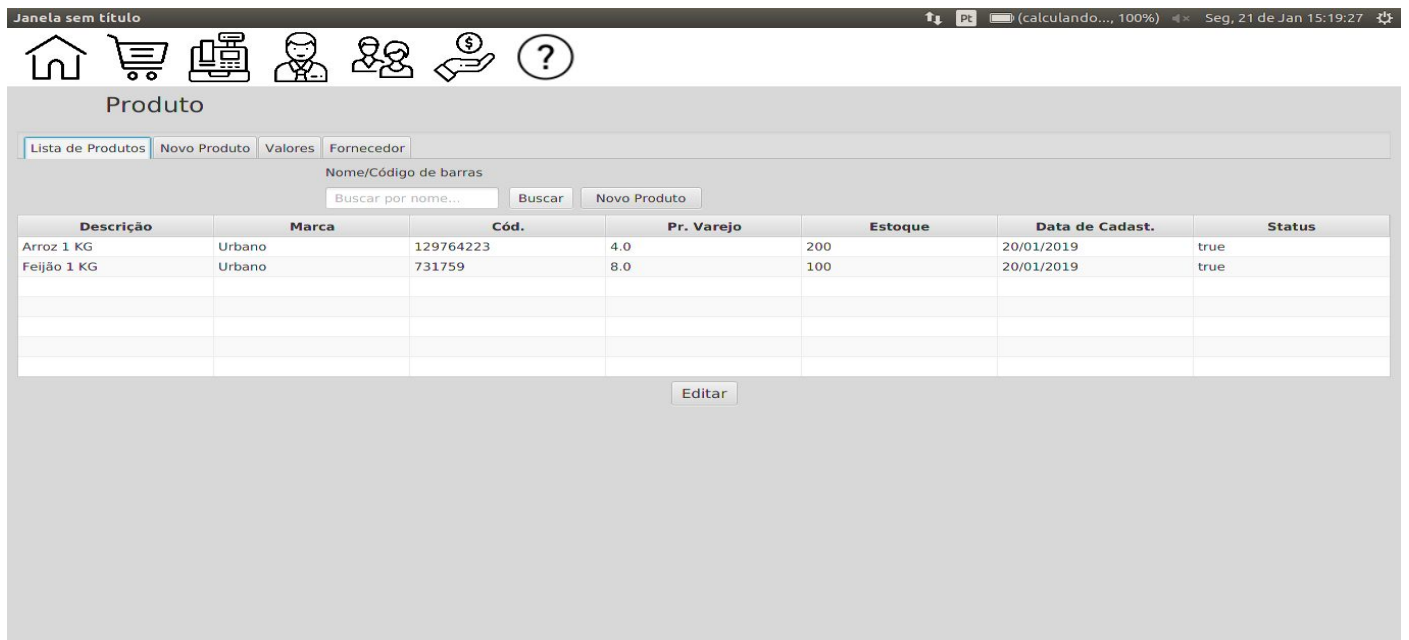 Janela sem título Pt (calculando..., 100%) Seg, 21 de Jan 15:19:27
$ ?
Produto
Lista de Produtos Novo Produto Valores Fornecedor
Nome/Código de barras
Buscar por nome... Buscar Novo Produto
Descrição Marca Cód. Pr. Varejo Estoque Data de Cadast. Status
Arroz 1 KG Urbano 129764223 4.0 200 20/01/2019 true
Feijão 1 KG Urbano 731759 8.0 100 20/01/2019 true
Editar